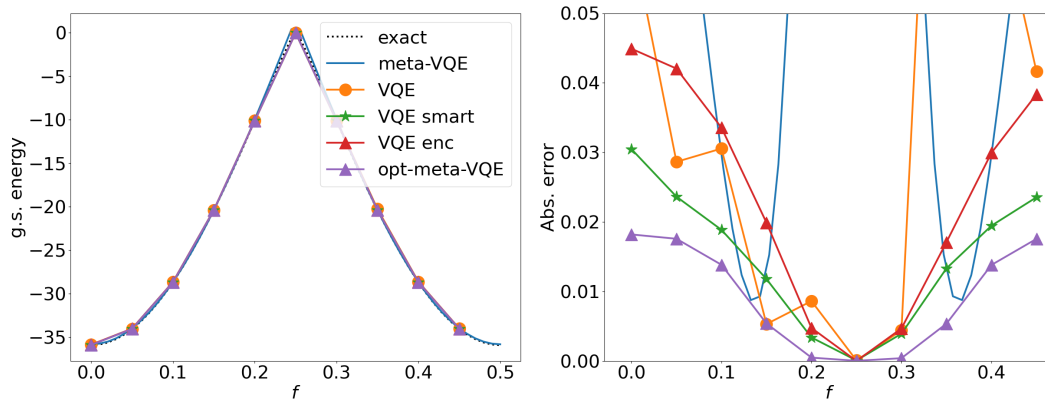 g.s. energy
0
−5
−10
−15
−20
−25
−30
−35
0.0
0.1
0.2
0.3
0.4
0.5
f
exact
meta-VQE
VQE
VQE smart
VQE enc
opt-meta-VQE
Abs. error
0.05
0.04
0.03
0.02
0.01
0.00
0.0
0.1
0.2
0.3
0.4
f